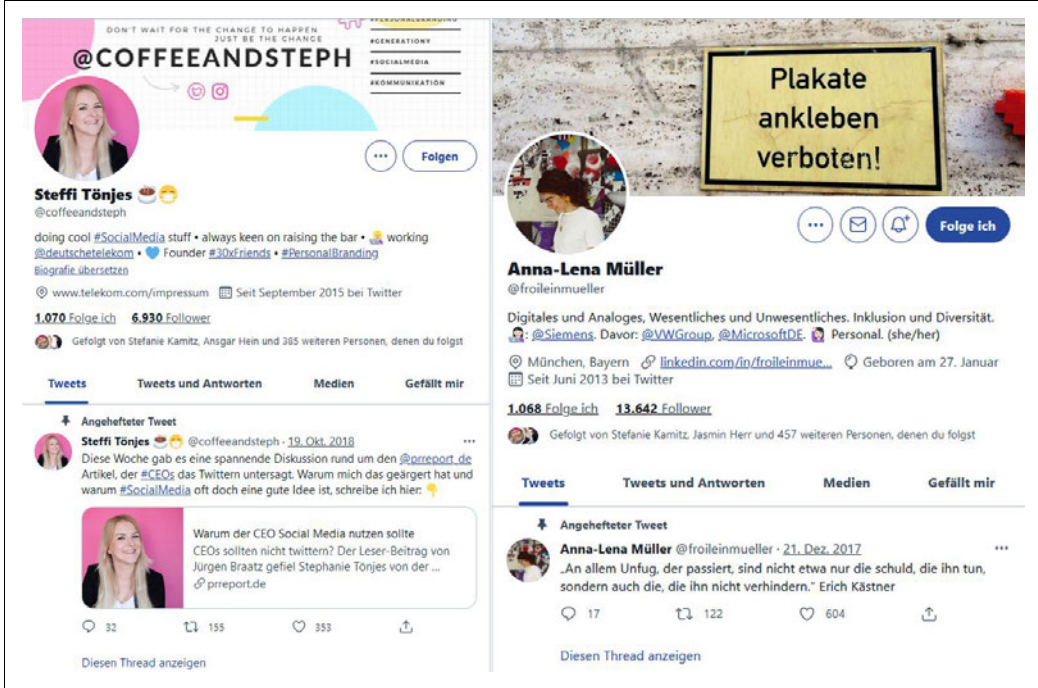 DON'T WAIT FOR THE CHANGE TO HAPPEN
JUST BE THE CHANGE
@COFFEEANDSTEPH
#PERSONALBRANDING
#GENERATIONY
#SOCIALMEDIA
#KOMMUNIKATION
Folgen
Steffi Tönjes
@coffeeandsteph
doing cool #SocialMedia stuff • always keen on raising the bar • working
@deutschetelekom • Founder #30xFriends • #PersonalBranding
Biografie übersetzen
www.telekom.com/impressum Seit September 2015 bei Twitter
1.070 Folge ich 6.930 Follower
Gefolgt von Stefanie Kamitz, Ansgar Hein und 385 weiteren Personen, denen du folgst
Tweets Tweets und Antworten Medien Gefällt mir
Angehefteter Tweet
Steffi Tönjes @coffeeandsteph · 19. Okt. 2018
Diese Woche gab es eine spannende Diskussion rund um den @prreport_de
Artikel, der #CEOs das Twittern untersagt. Warum mich das geärgert hat und
warum #SocialMedia oft doch eine gute Idee ist, schreibe ich hier:
Warum der CEO Social Media nutzen sollte
CEOs sollten nicht twittern? Der Leser-Beitrag von
Jürgen Braatz gefiel Stephanie Tönjes von der ...
prreport.de
32 155 353
Diesen Thread anzeigen
Plakate
ankleben
verboten!
Folge ich
Anna-Lena Müller
@froileinmueller
Digitales und Analoges, Wesentliches und Unwesentliches. Inklusion und Diversität.
: @Siemens. Davor: @VWGroup, @MicrosoftDE. Personal. (she/her)
München, Bayern linkedin.com/in/froileinmue... Geboren am 27. Januar
Seit Juni 2013 bei Twitter
1.068 Folge ich 13.642 Follower
Gefolgt von Stefanie Kamitz, Jasmin Herr und 457 weiteren Personen, denen du folgst
Tweets Tweets und Antworten Medien Gefällt mir
Angehefteter Tweet
Anna-Lena Müller @froileinmueller · 21. Dez. 2017
„An allem Unfug, der passiert, sind nicht etwa nur die schuld, die ihn tun,
sondern auch die, die ihn nicht verhindern.“ Erich Kästner
17 122 604
Diesen Thread anzeigen